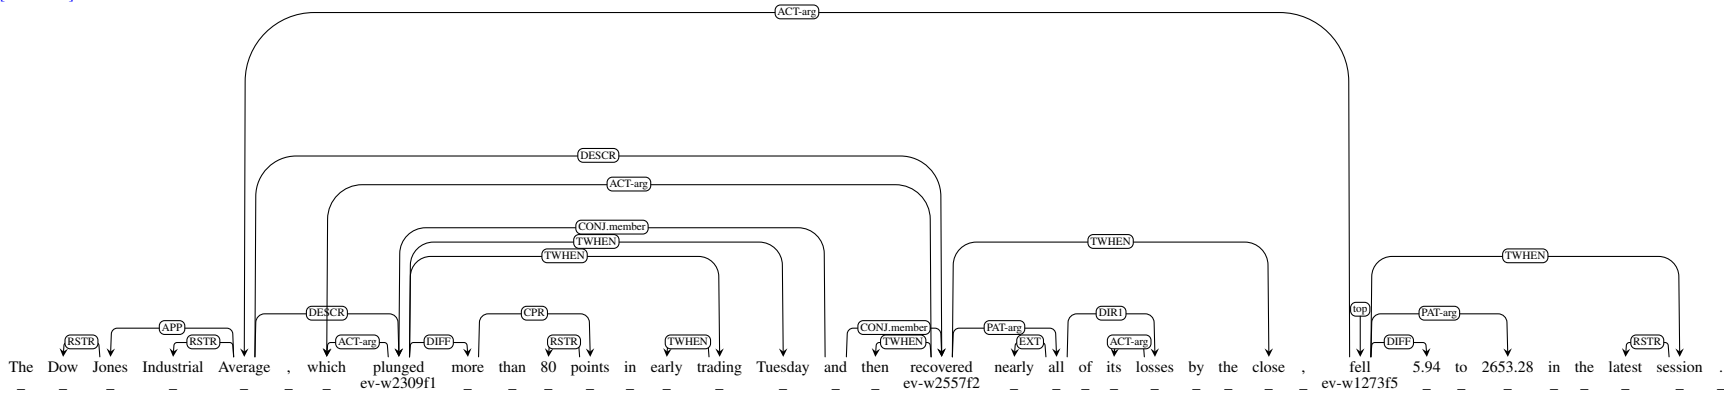 ACT-arg
DESCR
ACT-arg
CONJ.member
TWHEN TWHEN
TWHEN TWHEN
DESCR CPR DIR1 top PAT-arg
APP CONJ.member PAT-arg
RSTR RSTR ACT-arg DIFF RSTR TWHEN TWHEN EXT ACT-arg DIFF RSTR
The Dow Jones Industrial Average , which plunged more than 80 points in early trading Tuesday and then recovered nearly all of its losses by the close , fell 5.94 to 2653.28 in the latest session .
_ _ _ _ _ _ _ ev-w2309f1 _ _ _ _ _ _ _ _ _ _ ev-w2557f2 _ _ _ _ _ _ _ _ _ ev-w1273f5 _ _ _ _ _ _ _ _